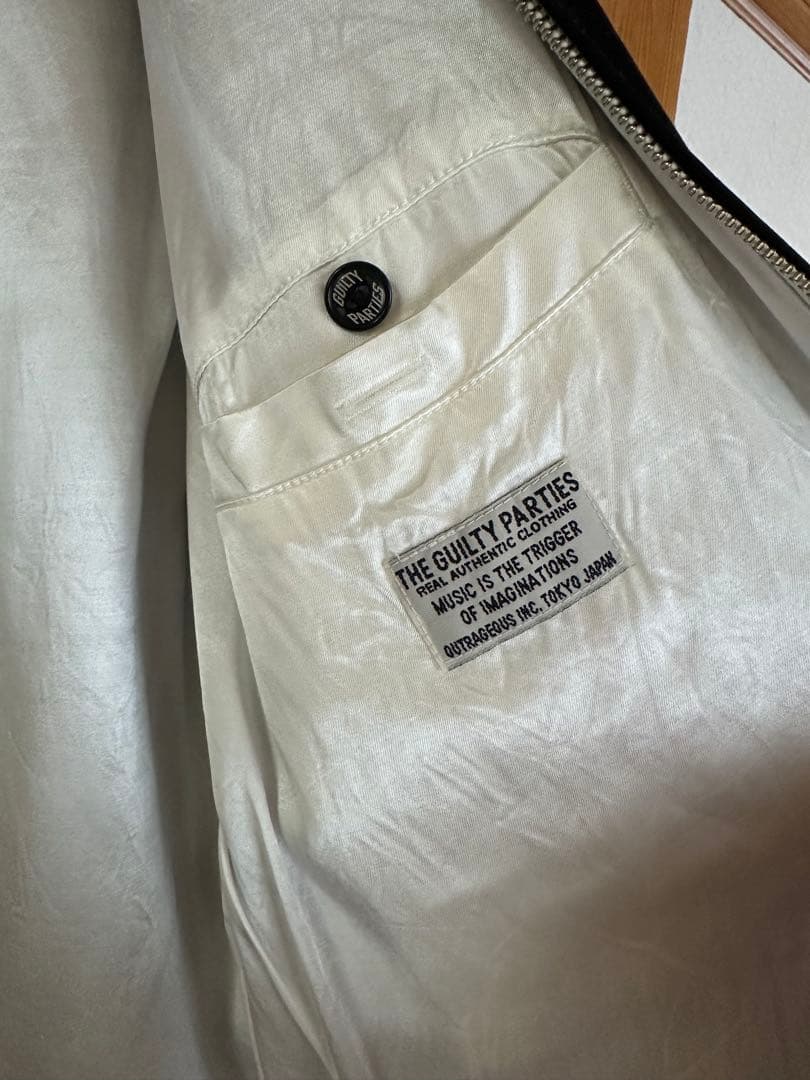 GUILTY
PARTIES
THE GUILTY PARTIES
REAL AUTHENTIC CLOTHING
MUSIC IS THE TRIGGER
OF IMAGINATIONS
OUTRAGEOUS INC, TOKYO JAPAN